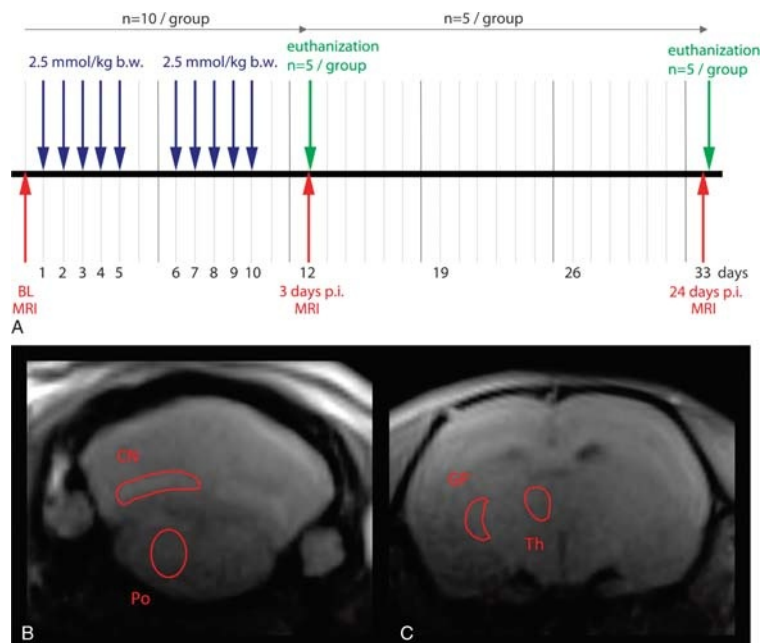 n=10 / group
n=5 / group
2.5 mmol/kg b.w.
2.5 mmol/kg b.w.
euthanization
n=5 / group
euthanization
n=5 / group
1 2 3 4 5 6 7 8 9 10 12 19 26 33 days
BL
MRI
3 days p.i.
MRI
24 days p.i.
MRI
A
CN
Po
B
GP
Th
C